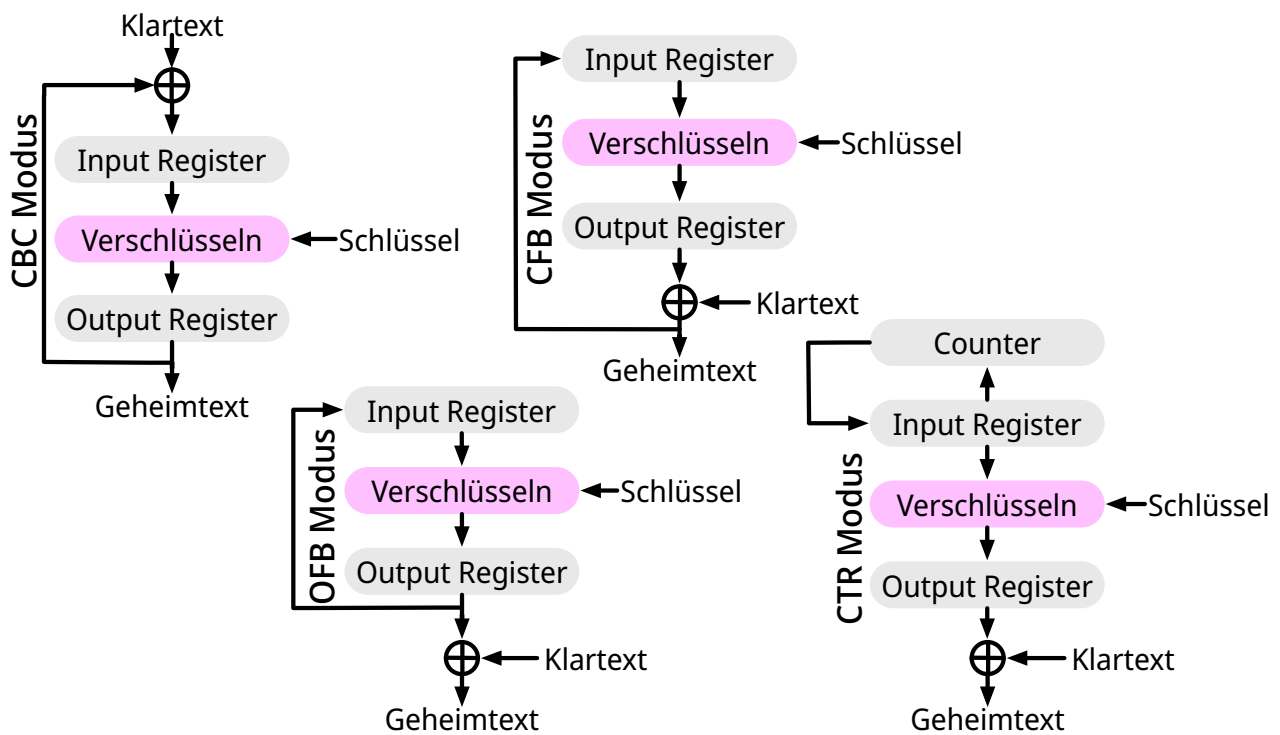 Klartext
CBC Modus
Input Register
Verschlüsseln
Schlüssel
Output Register
Geheimtext
CFB Modus
Input Register
Verschlüsseln
Schlüssel
Output Register
Klartext
Geheimtext
OFB Modus
Input Register
Verschlüsseln
Schlüssel
Output Register
Klartext
Geheimtext
CTR Modus
Counter
Input Register
Verschlüsseln
Schlüssel
Output Register
Klartext
Geheimtext